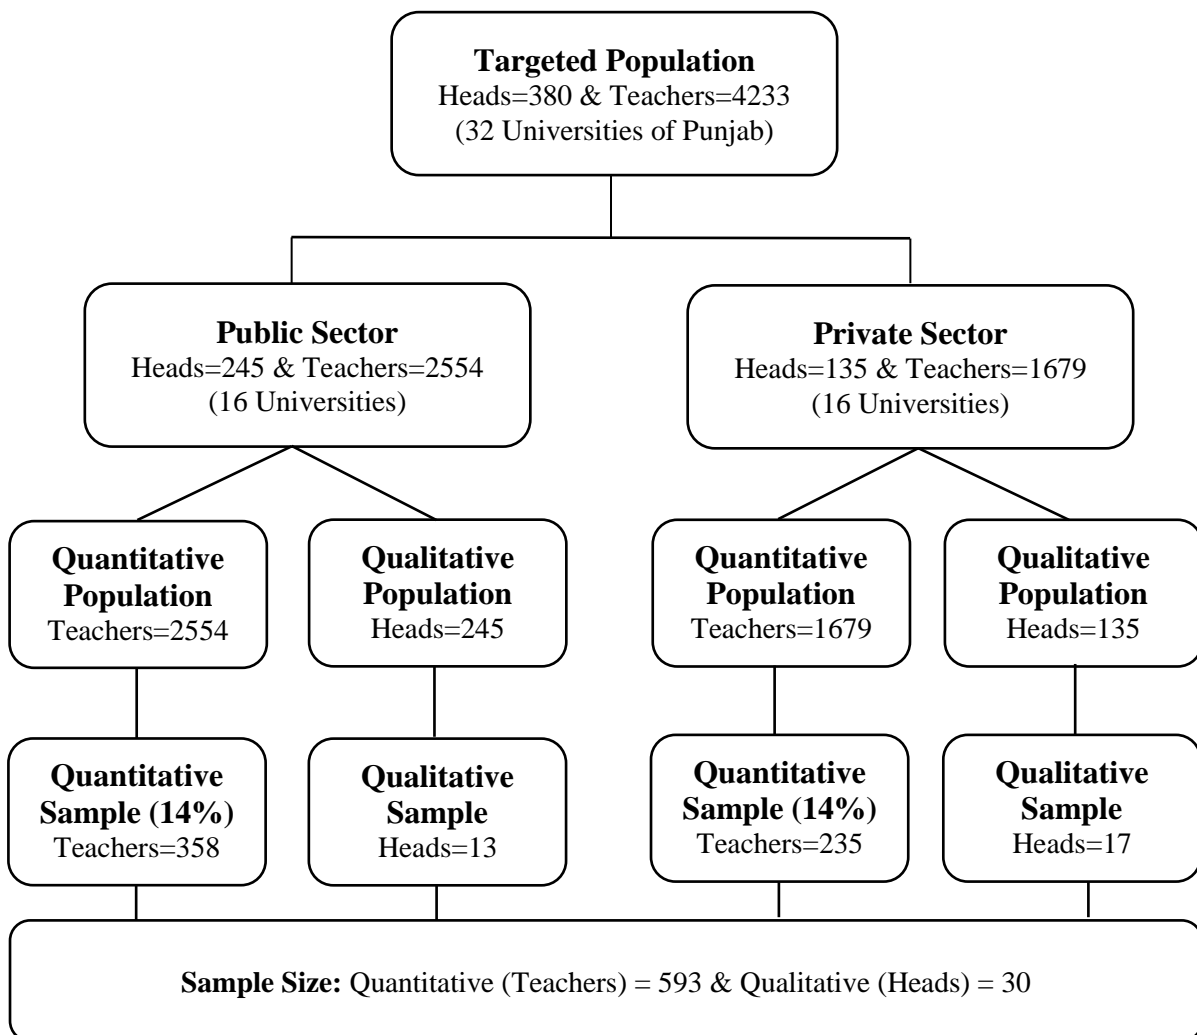 Targeted Population
Heads=380 & Teachers=4233
(32 Universities of Punjab)
Public Sector
Heads=245 & Teachers=2554
(16 Universities)
Private Sector
Heads=135 & Teachers=1679
(16 Universities)
Quantitative
Population
Teachers=2554
Qualitative
Population
Heads=245
Quantitative
Population
Teachers=1679
Qualitative
Population
Heads=135
Quantitative
Sample (14%)
Teachers=358
Qualitative
Sample
Heads=13
Quantitative
Sample (14%)
Teachers=235
Qualitative
Sample
Heads=17
Sample Size: Quantitative (Teachers) = 593 & Qualitative (Heads) = 30